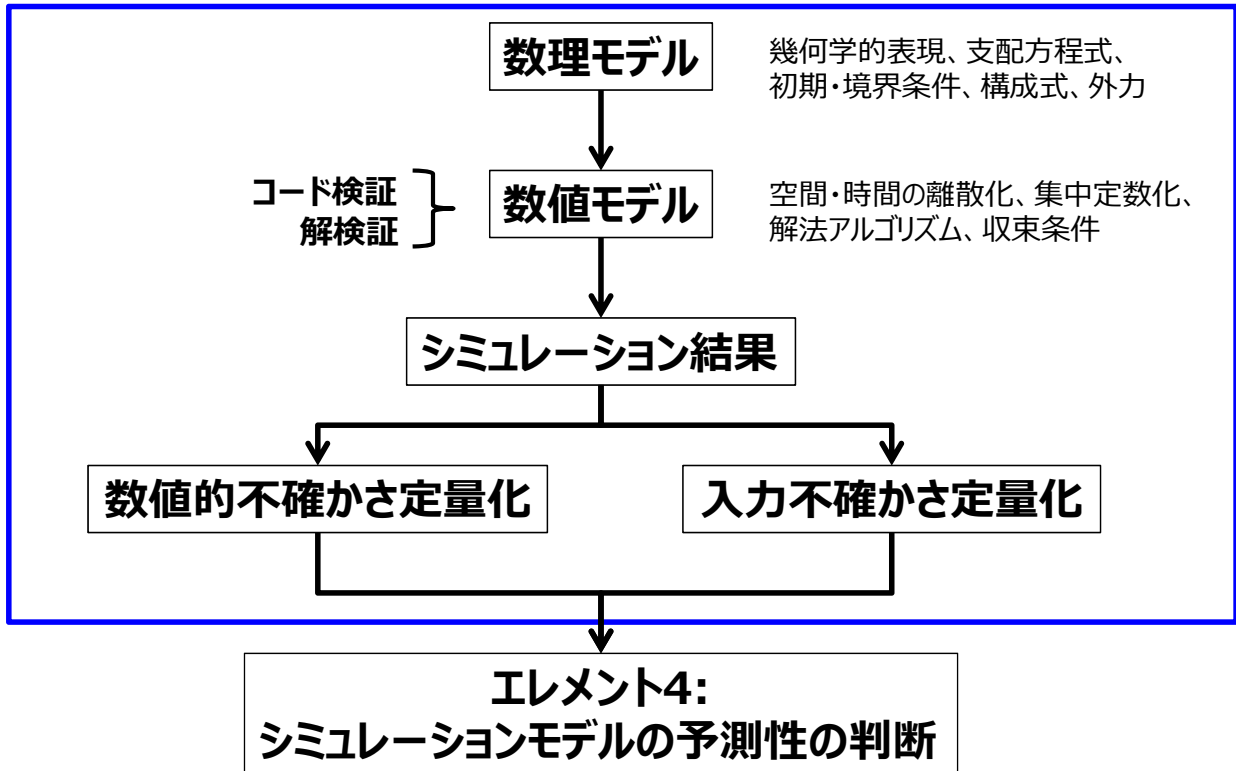 数理モデル
幾何学的表現、支配方程式、
初期・境界条件、構成式、外力
コード検証
解検証
数値モデル
空間・時間の離散化、集中定数化、
解法アルゴリズム、収束条件
シミュレーション結果
数値的不確かさ定量化
入力不確かさ定量化
エレメント4:
シミュレーションモデルの予測性の判断